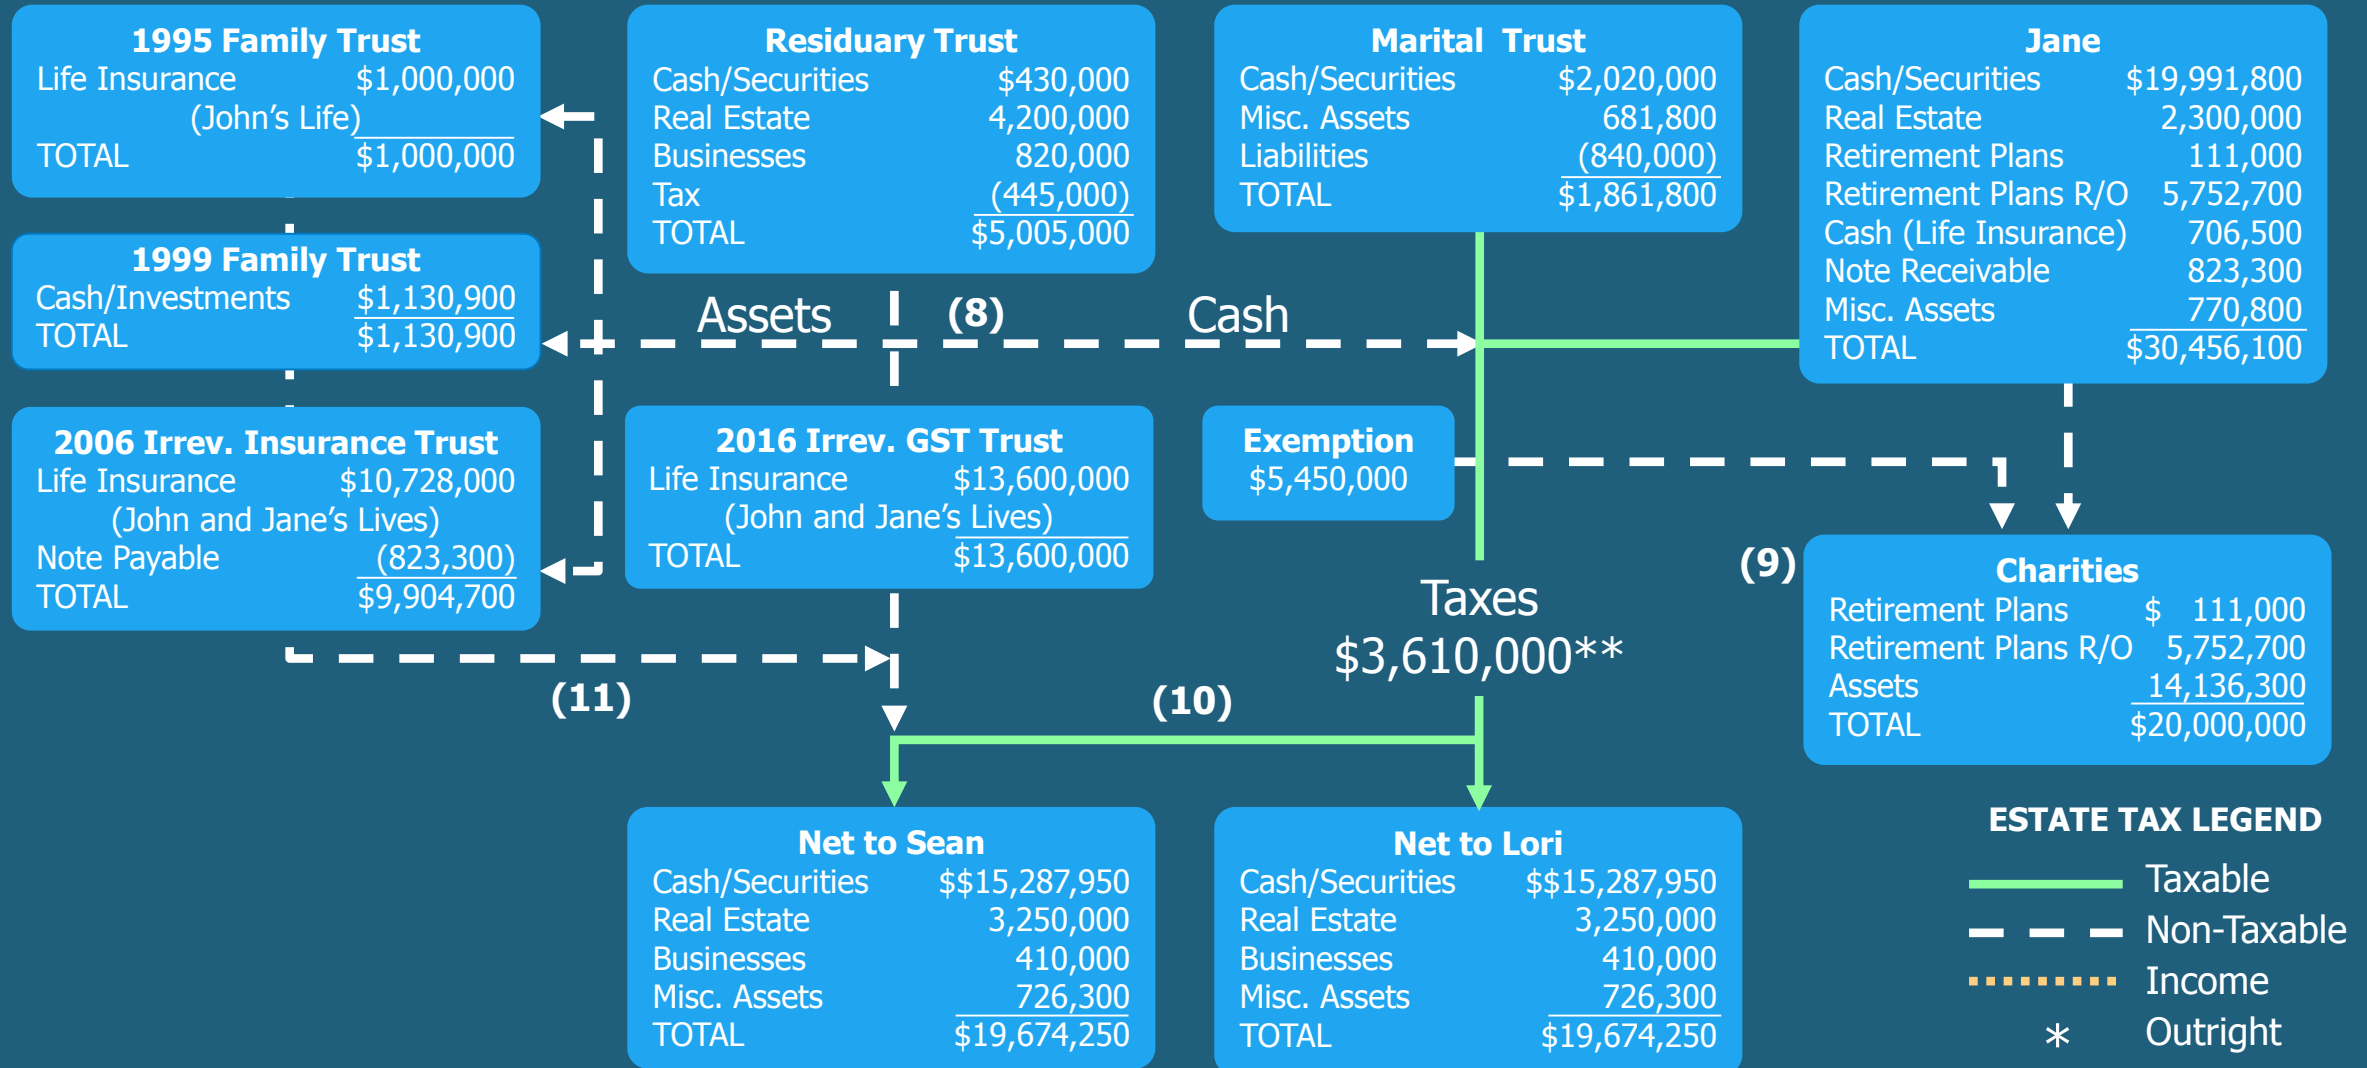 1995 Family Trust
Life Insurance $1,000,000
(John’s Life)
TOTAL $1,000,000
Residuary Trust
Cash/Securities $430,000
Real Estate 4,200,000
Businesses 820,000
Tax (445,000)
TOTAL $5,005,000
Marital Trust
Cash/Securities $2,020,000
Misc. Assets 681,800
Liabilities (840,000)
TOTAL $1,861,800
Jane
Cash/Securities $19,991,800
Real Estate 2,300,000
Retirement Plans 111,000
Retirement Plans R/O 5,752,700
Cash (Life Insurance) 706,500
Note Receivable 823,300
Misc. Assets 770,800
TOTAL $30,456,100
1999 Family Trust
Cash/Investments $1,130,900
TOTAL $1,130,900
Assets (8) Cash
2006 Irrev. Insurance Trust
Life Insurance $10,728,000
(John and Jane’s Lives)
Note Payable (823,300)
TOTAL $9,904,700
2016 Irrev. GST Trust
Life Insurance $13,600,000
(John and Jane’s Lives)
TOTAL $13,600,000
Exemption
$5,450,000
(9)
Charities
Retirement Plans $ 111,000
Retirement Plans R/O 5,752,700
Assets 14,136,300
TOTAL $20,000,000
Taxes
$3,610,000**
(11)
(10)
Net to Sean
Cash/Securities $$15,287,950
Real Estate 3,250,000
Businesses 410,000
Misc. Assets 726,300
TOTAL $19,674,250
Net to Lori
Cash/Securities $$15,287,950
Real Estate 3,250,000
Businesses 410,000
Misc. Assets 726,300
TOTAL $19,674,250
ESTATE TAX LEGEND
Taxable
Non-Taxable
Income
* Outright